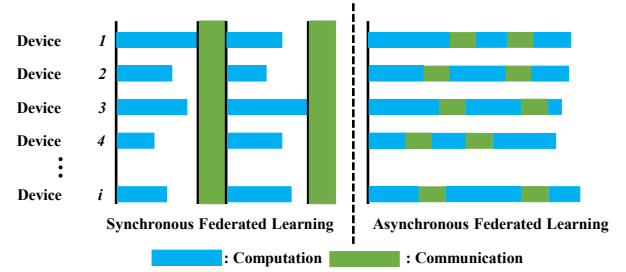 Device 1
Device 2
Device 3
Device 4
Device i
Synchronous Federated Learning
Asynchronous Federated Learning
: Computation : Communication